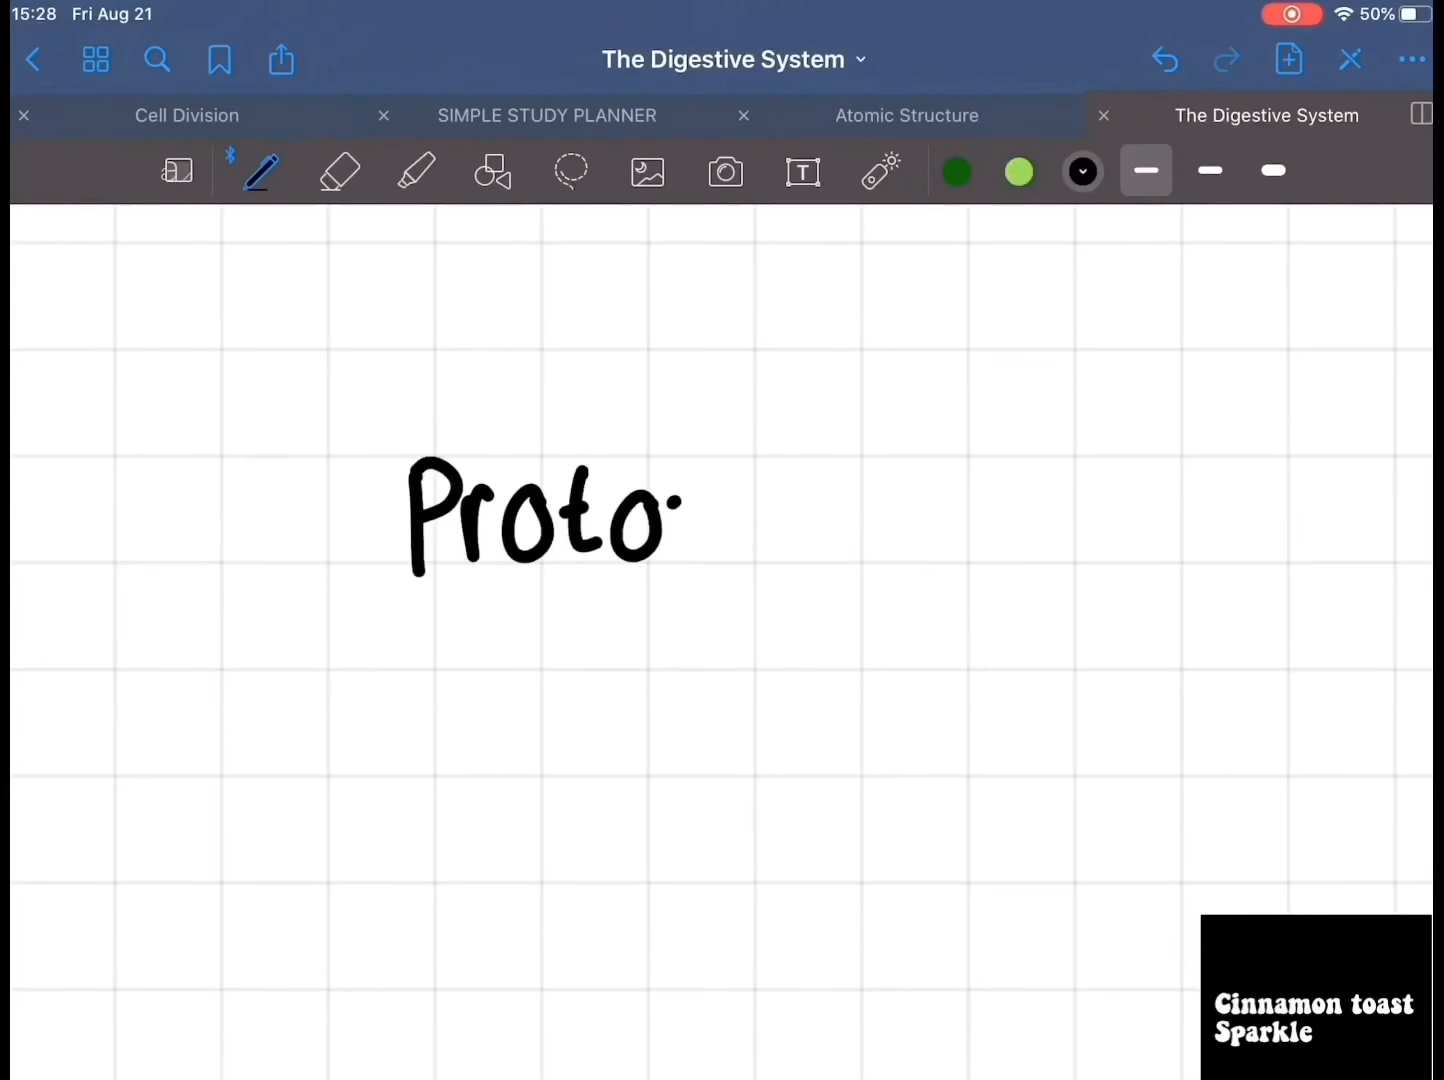 15:28 Fri Aug 21 50%
The Digestive System
Cell Division SIMPLE STUDY PLANNER Atomic Structure The Digestive System
T
Proto
Cinnamon toast
Sparkle